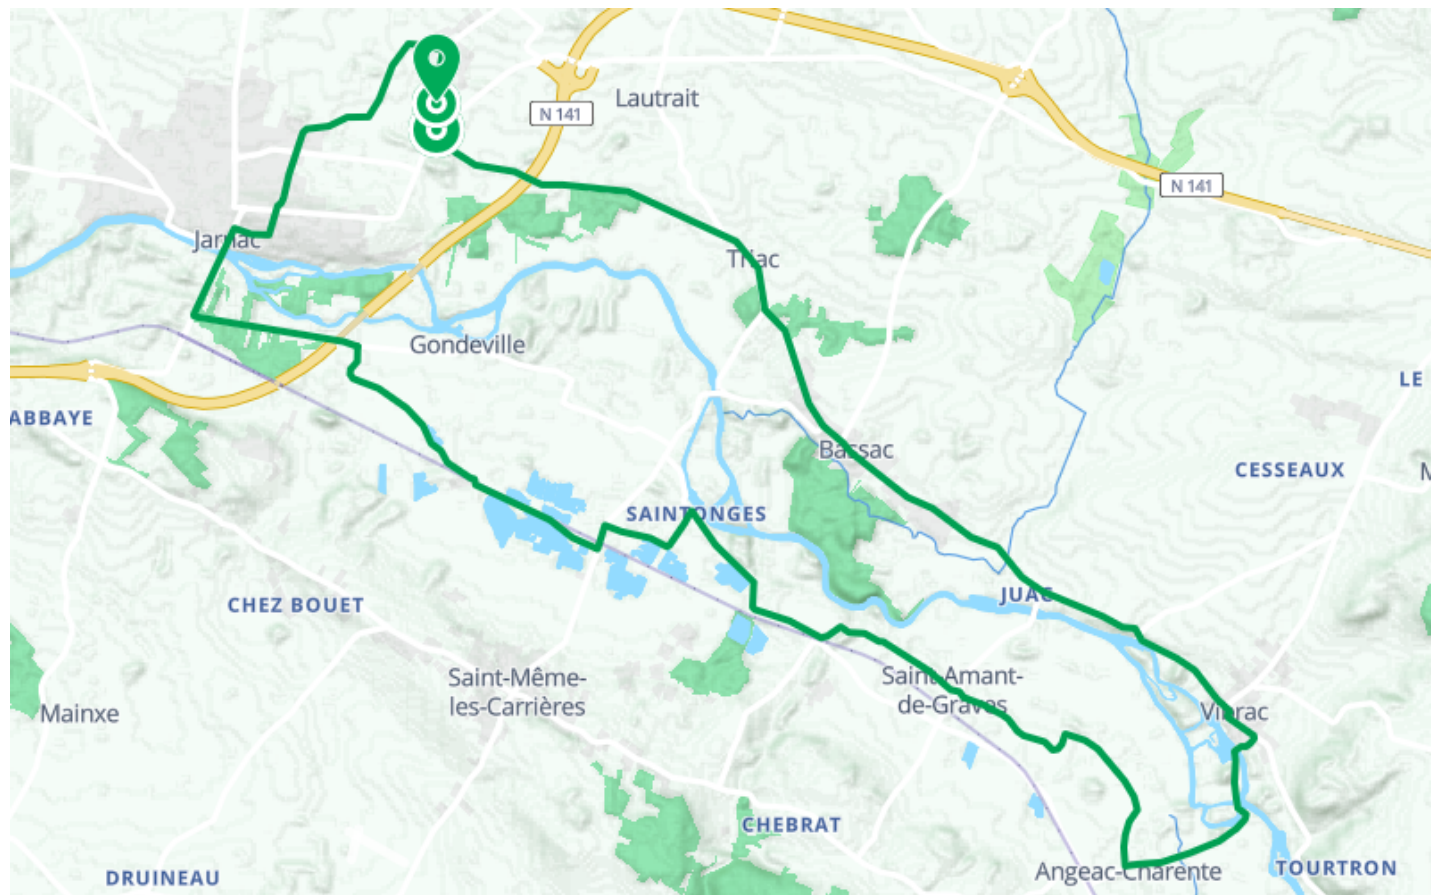 Lautrait
N 141
N 141
Jarnac
Triac
Gondeville
LE
ABBAYE
Bassac
CESSEAUX
M
SAINTONGES
JUAC
CHEZ BOUET
Saint-Même-
les-Carrières
Saint-Amant-
de-Graves
Mainxe
Vibrac
CHEBRAT
Angeac-Charente
TOURTRON
DRUINEAU